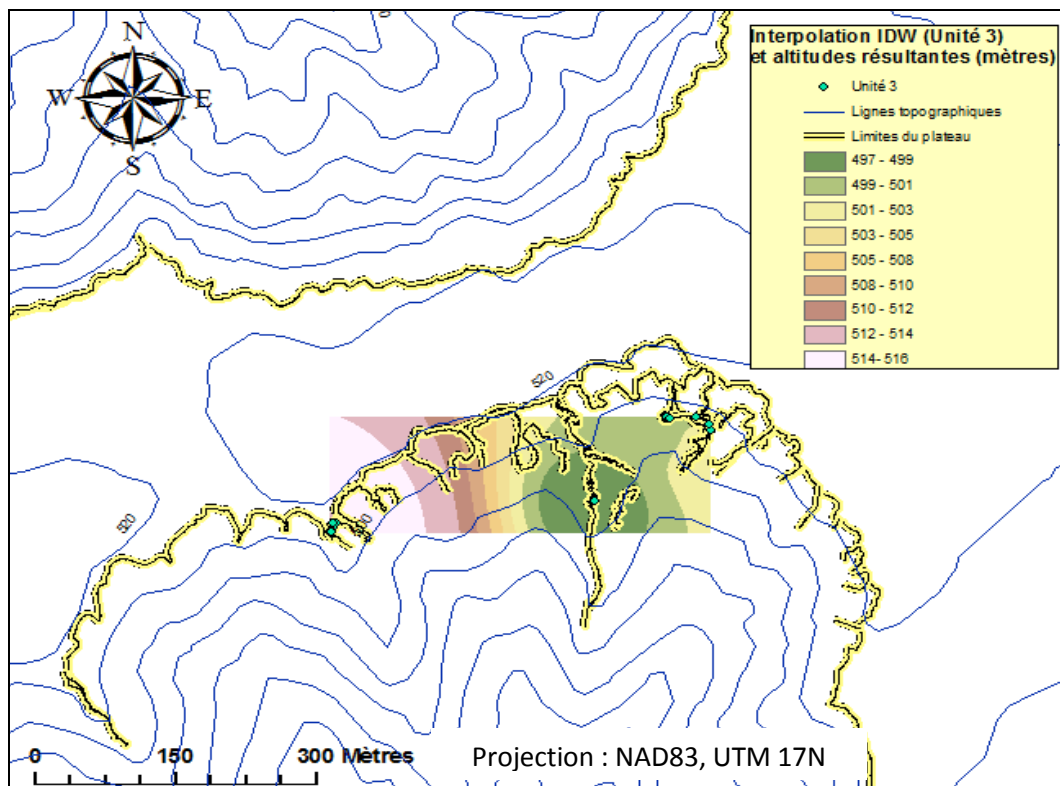 N
W
E
S
Interpolation IDW (Unité 3)
et altitudes résultantes (mètres)
Unité 3
Lignes topographiques
Limites du plateau
497 - 499
499 - 501
501 - 503
503 - 505
505 - 508
508 - 510
510 - 512
512 - 514
514- 516
520
520
0
150
300 Mètres
Projection : NAD83, UTM 17N